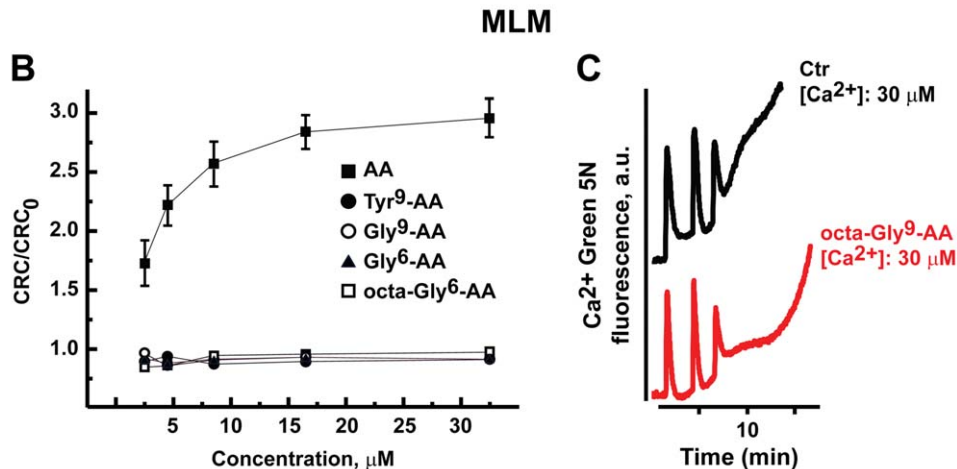 MLM
B
CRC/CRC₀
3.0
2.5
2.0
1.5
1.0
5
10
15
20
25
30
Concentration, μM
AA
Tyr⁹-AA
Gly⁹-AA
Gly⁶-AA
octa-Gly⁶-AA
C
Ca²⁺ Green 5N
fluorescence, a.u.
Ctr
[Ca²⁺]: 30 μM
octa-Gly⁹-AA
[Ca²⁺]: 30 μM
10
Time (min)